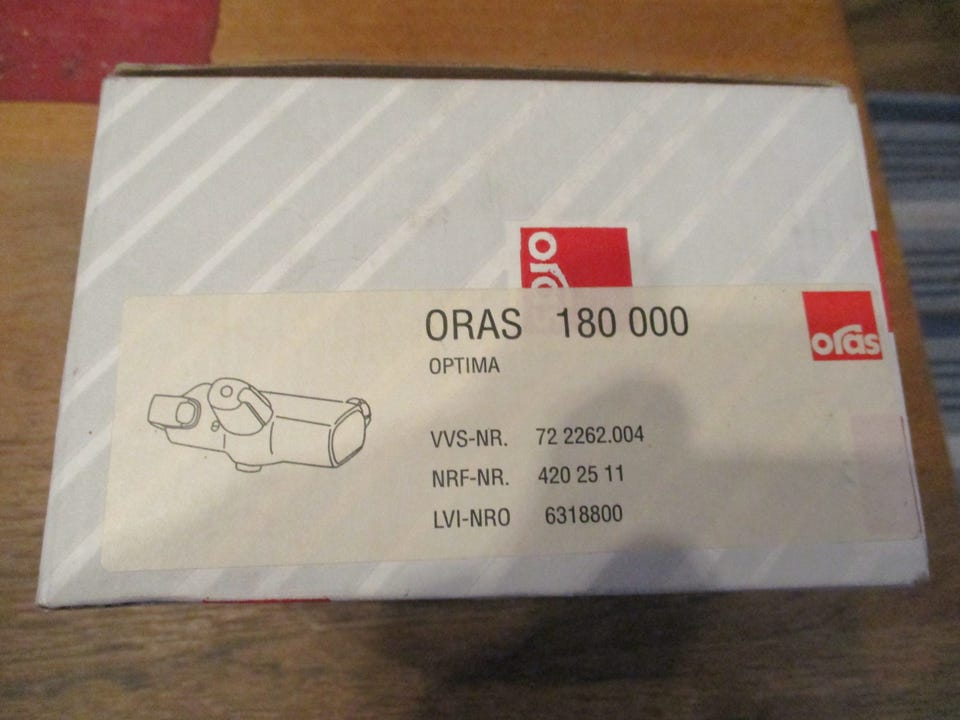 oras
ORAS 180 000
oras
OPTIMA
VVS-NR. 72 2262.004
NRF-NR. 420 25 11
LVI-NRO 6318800